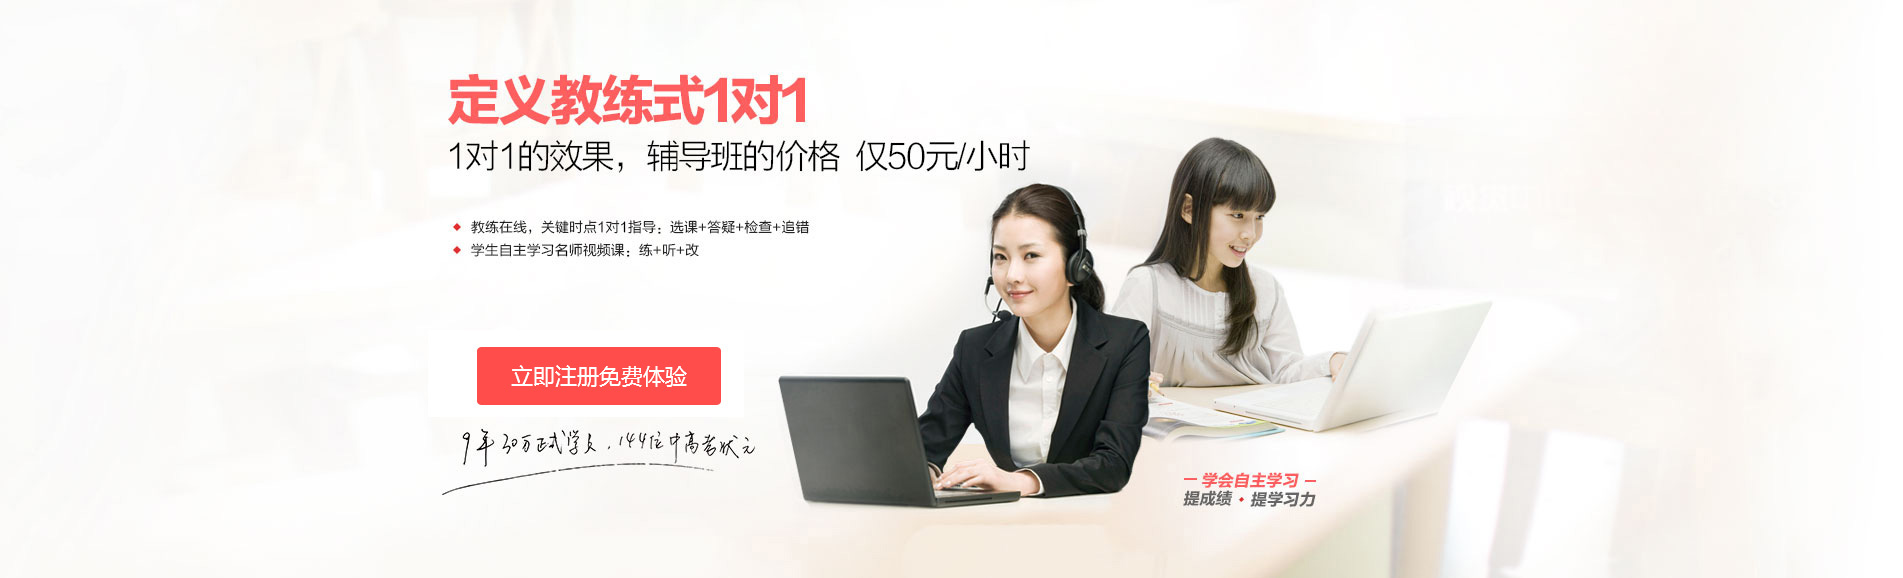 定义教练式1对1
1对1的效果，辅导班的价格 仅50元/小时
教练在线，关键时点1对1指导：选课+答疑+检查+追错
学生自主学习名师视频课：练+听+改
立即注册免费体验
9年30万正式学员，144位中高考状元
一 学会自主学习 一
提成绩·提学习力